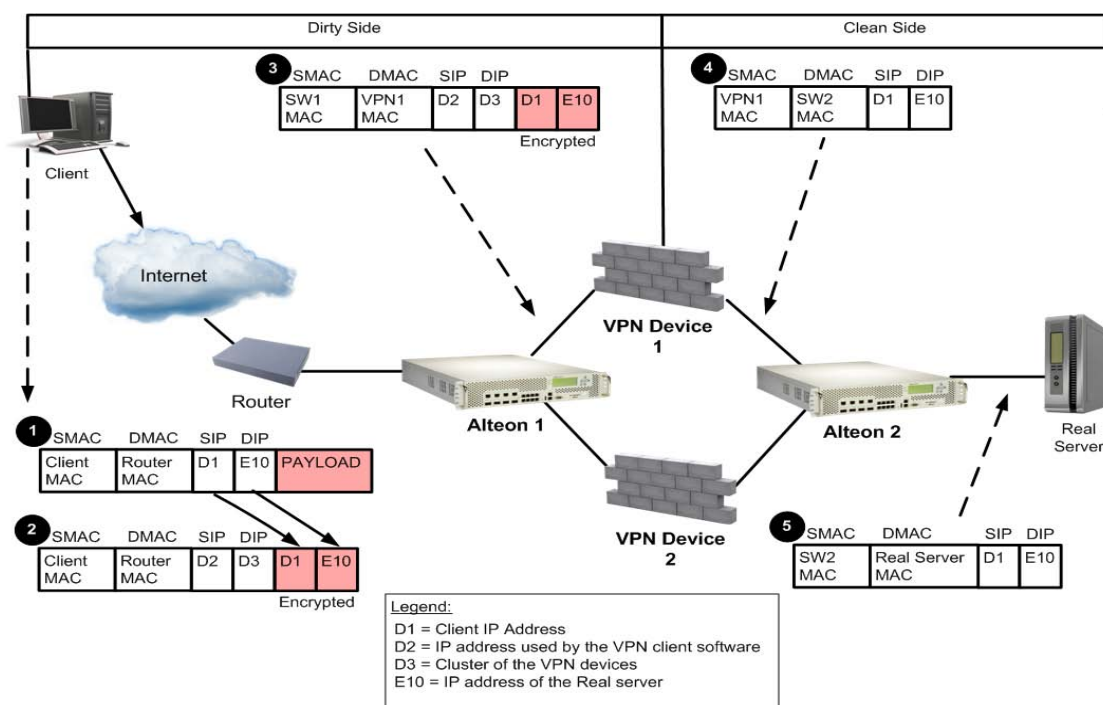 Dirty Side
Clean Side
3
SMAC DMAC SIP DIP
SW1 MAC VPN1 MAC D2 D3 D1 E10
Encrypted
4
SMAC DMAC SIP DIP
VPN1 MAC SW2 MAC D1 E10
Client
Internet
Router
VPN Device 1
Alteon 1
Alteon 2
Real Server
VPN Device 2
1
SMAC DMAC SIP DIP
Client MAC Router MAC D1 E10 PAYLOAD
2
SMAC DMAC SIP DIP
Client MAC Router MAC D2 D3 D1 E10
Encrypted
5
SMAC DMAC SIP DIP
SW2 MAC Real Server MAC D1 E10
Legend:
D1 = Client IP Address
D2 = IP address used by the VPN client software
D3 = Cluster of the VPN devices
E10 = IP address of the Real server